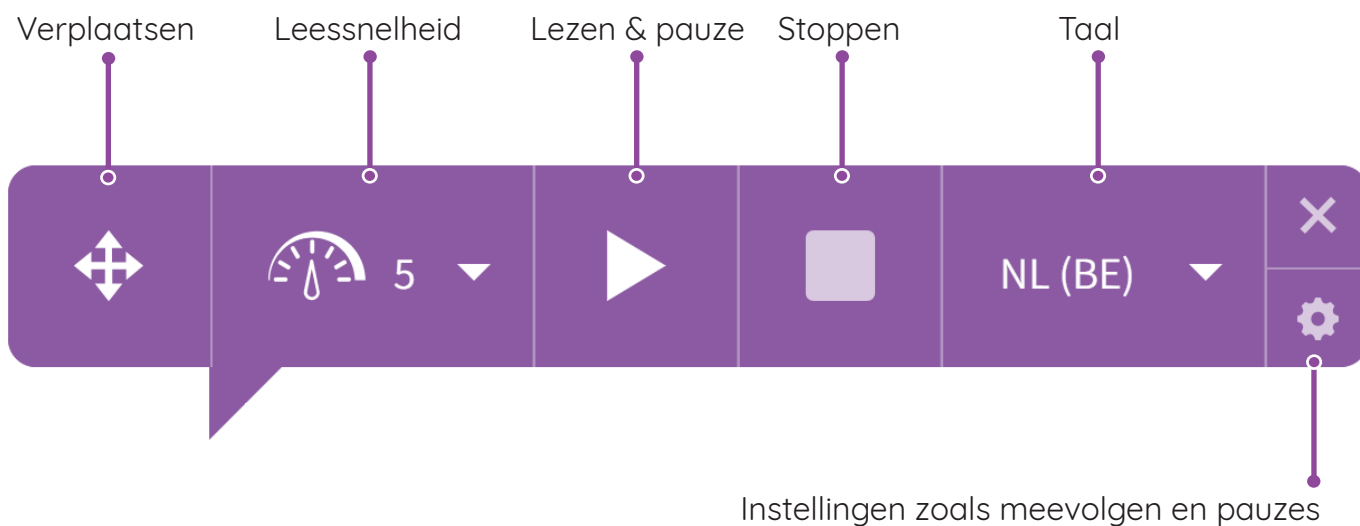 Verplaatsen
Leessnelheid
Lezen & pauze
Stoppen
Taal
5
NL (BE)
Instellingen zoals meevolgen en pauzes